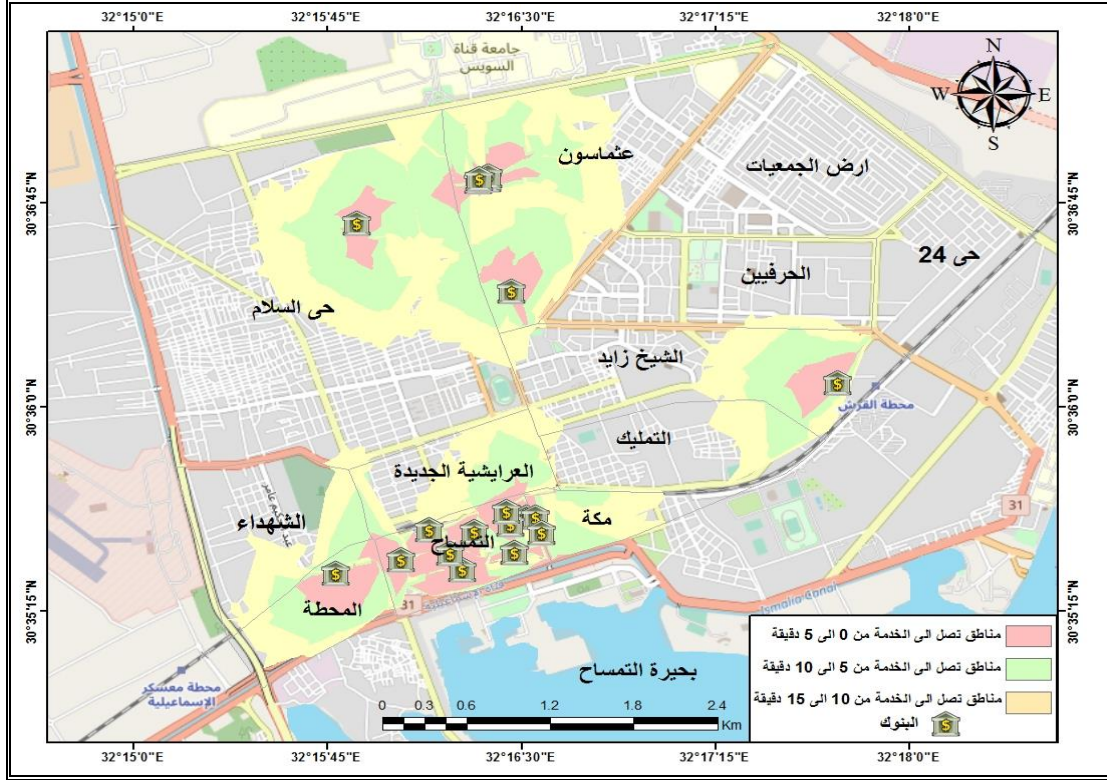 32°15'0"E 32°15'45"E 32°16'30"E 32°17'15"E 32°18'0"E
جامعة قناة
السويس
N
W E
S
عثماسون
ارض الجمعيات
30°36'45"N 30°36'45"N
حى 24
الحرفيين
حى السلام
الشيخ زايد
محطة القرش
30°36'0"N 30°36'0"N
التمليك
العرايشية الجديدة
31
مكة
الشهداء
التمساح
المحطة
31
Ismalia Canal
30°35'15"N 30°35'15"N
بحيرة التمساح
محطة معسكر
الإسماعيلية
0 0.3 0.6 1.2 1.8 2.4
Km
مناطق تصل الى الخدمة من 0 الى 5 دقيقة
مناطق تصل الى الخدمة من 5 الى 10 دقيقة
مناطق تصل الى الخدمة من 10 الى 15 دقيقة
البنوك
32°15'0"E 32°15'45"E 32°16'30"E 32°17'15"E 32°18'0"E